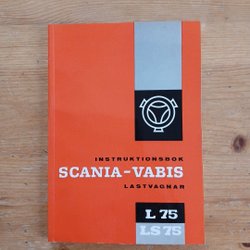 INSTRUKTIONSBOK
SCANIA-VABIS
LASTVAGNAR
L 75
LS 75